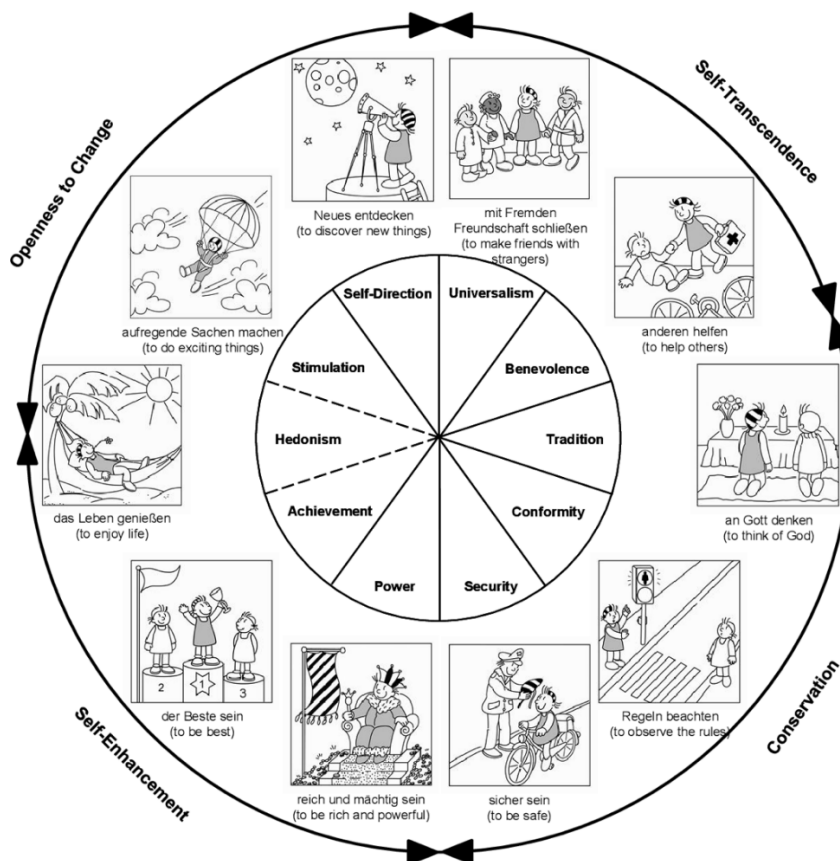 Openness to Change
Self-Transcendence
Neues entdecken
(to discover new things)
mit Fremden
Freundschaft schließen
(to make friends with
strangers)
aufregende Sachen machen
(to do exciting things)
anderen helfen
(to help others)
Self-Direction
Universalism
Stimulation
Benevolence
Hedonism
Tradition
Achievement
Conformity
Power
Security
das Leben genießen
(to enjoy life)
an Gott denken
(to think of God)
2
1
3
der Beste sein
(to be best)
Regeln beachten
(to observe the rules)
reich und mächtig sein
(to be rich and powerful)
sicher sein
(to be safe)
Self-Enhancement
Conservation